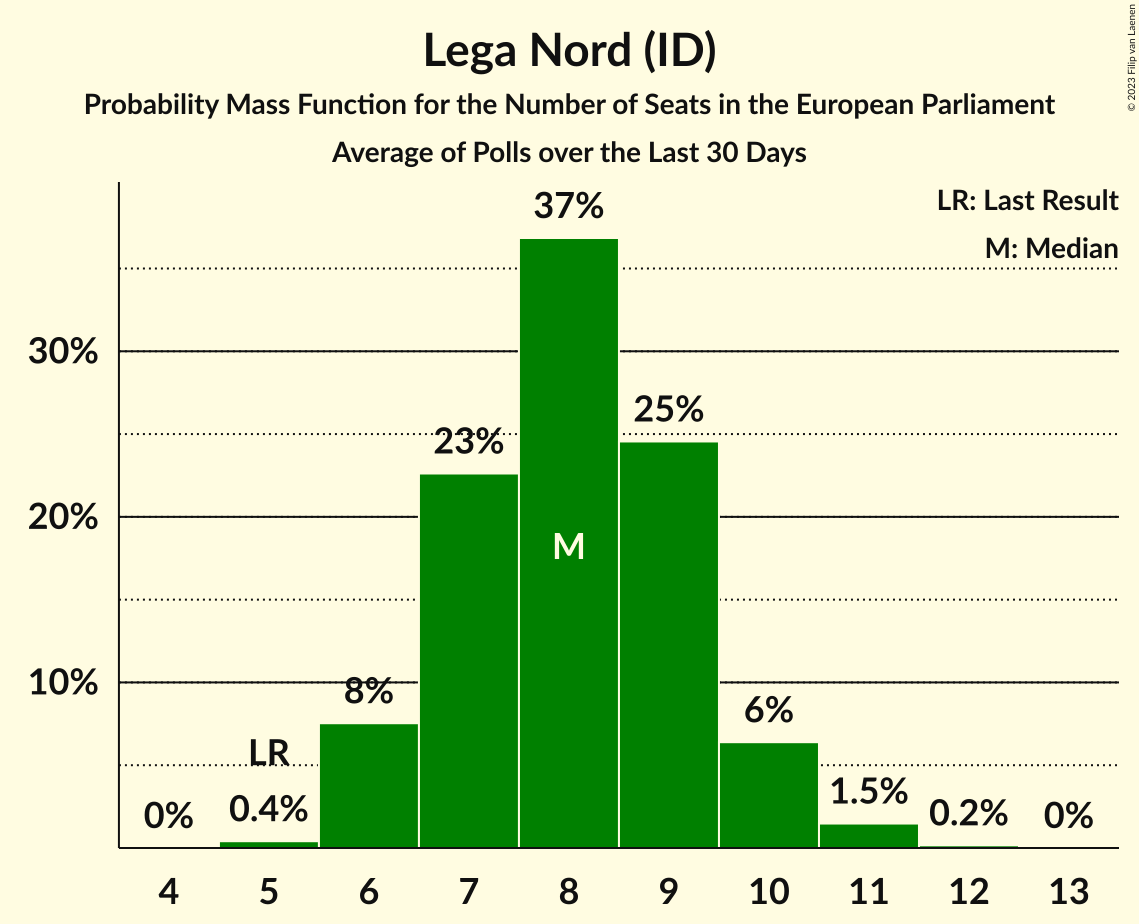 Lega Nord (ID)
Probability Mass Function for the Number of Seats in the European Parliament
Average of Polls over the Last 30 Days
© 2023 Filip van Laenen
LR: Last Result
M: Median
30%
20%
10%
0%
LR
0.4%
8%
23%
37%
M
25%
6%
1.5%
0.2%
0%
4 5 6 7 8 9 10 11 12 13